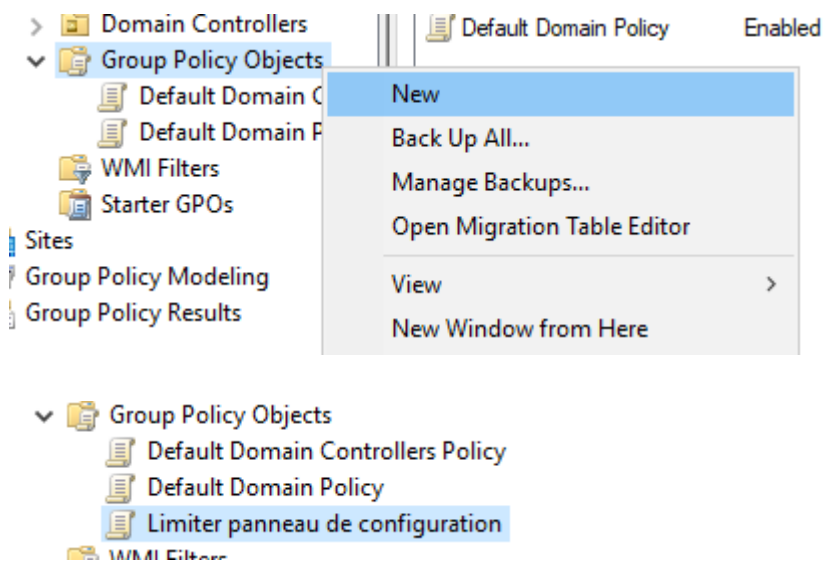 Domain Controllers
Default Domain Policy Enabled
Group Policy Objects
New
Default Domain C
Back Up All...
Default Domain P
Manage Backups...
WMI Filters
Starter GPOs
Open Migration Table Editor
Sites
Group Policy Modeling
View
Group Policy Results
New Window from Here
Group Policy Objects
Default Domain Controllers Policy
Default Domain Policy
Limiter panneau de configuration
WMI Filters